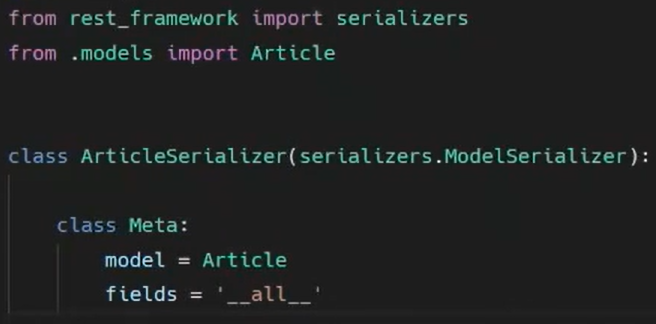 from rest_framework import serializers
from .models import Article
class ArticleSerializer(serializers.ModelSerializer):
    class Meta:
        model = Article
        fields = '__all__'